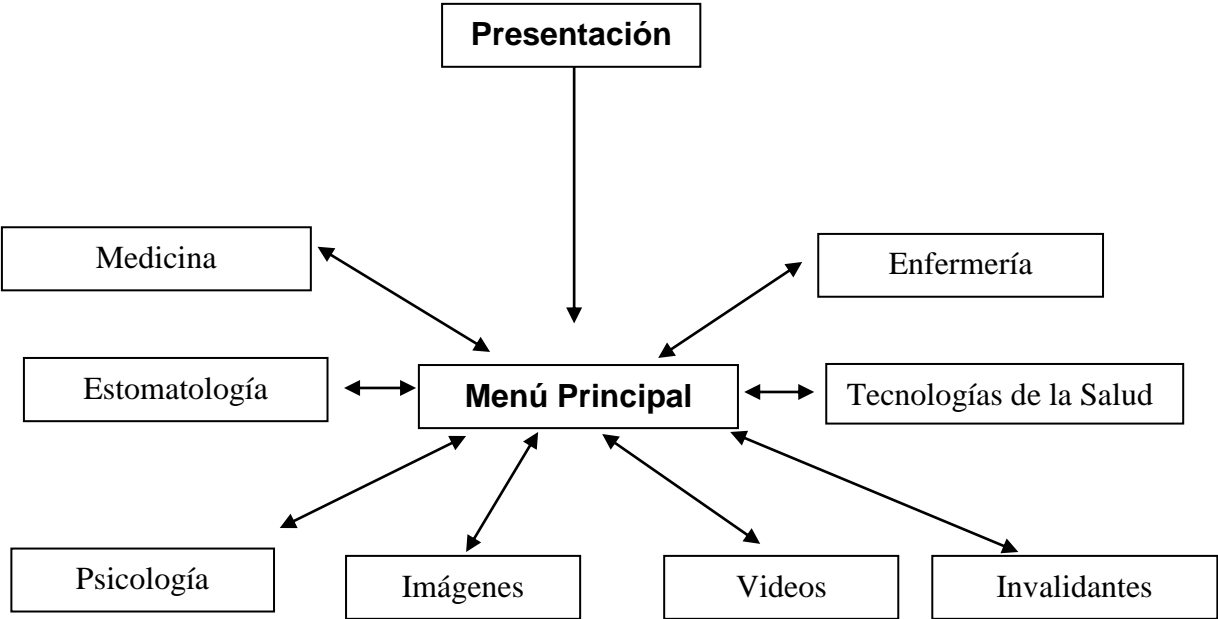 Presentación
Medicina
Enfermería
Estomatología
Menú Principal
Tecnologías de la Salud
Psicología
Imágenes
Videos
Invalidantes